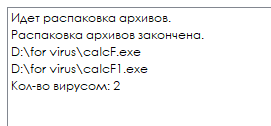 Идет распаковка архивов.
Распаковка архивов закончена.
D:\for virus\calcF.exe
D:\for virus\calcF1.exe
Кол-во вирусом: 2